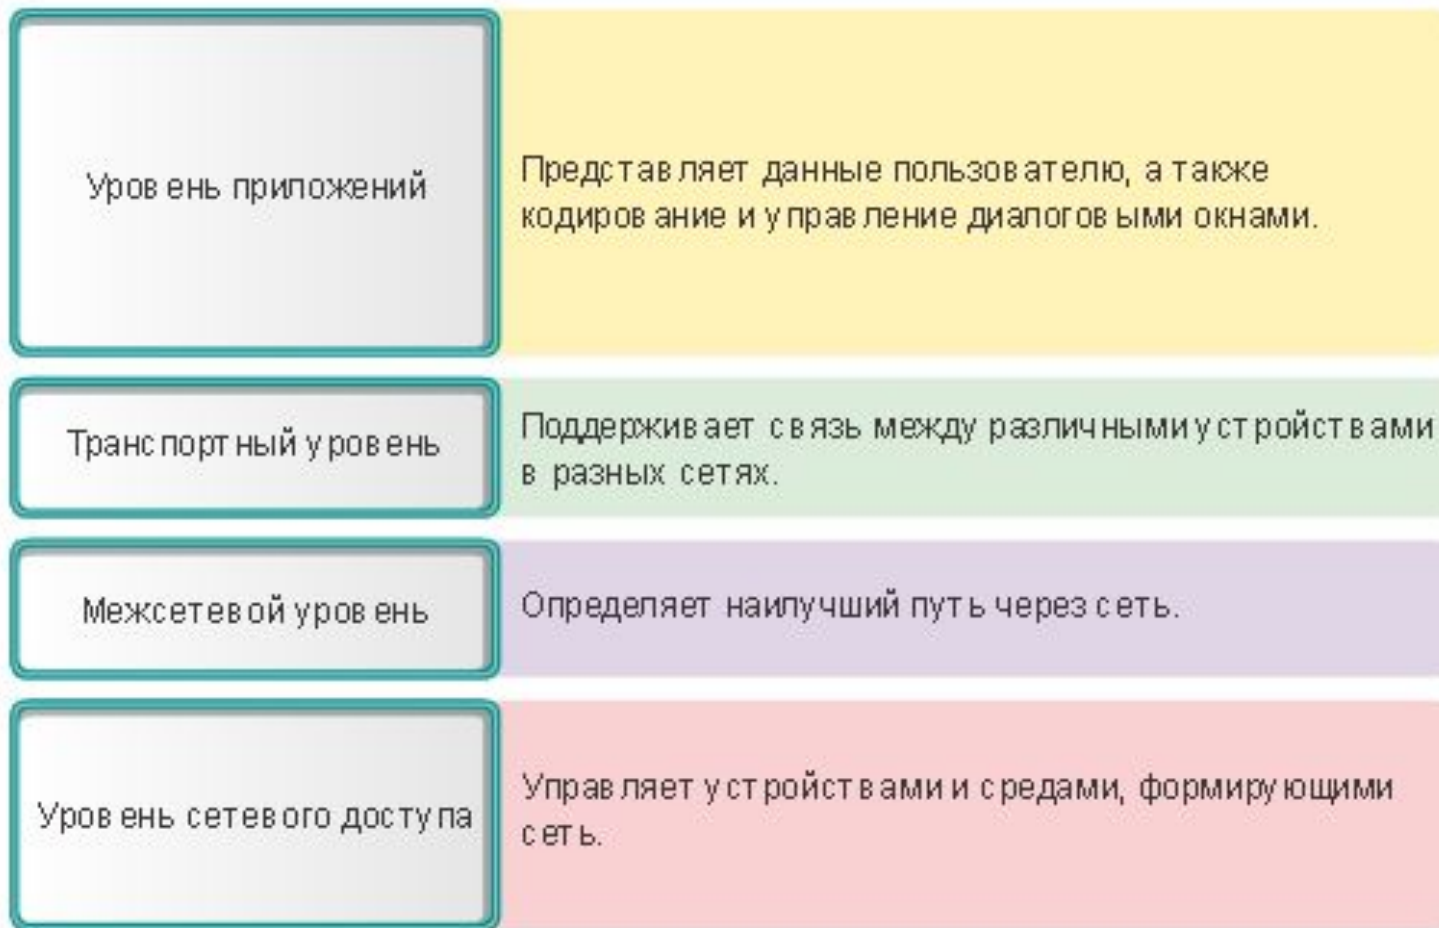 Уровень приложений
Представляет данные пользователю, а также
кодирование и управление диалоговыми окнами.
Транспортный уровень
Поддерживает связь между различными устройствами
в разных сетях.
Межсетевой уровень
Определяет наилучший путь через сеть.
Уровень сетевого доступа
Управляет устройствами и средами, формирующими
сеть.